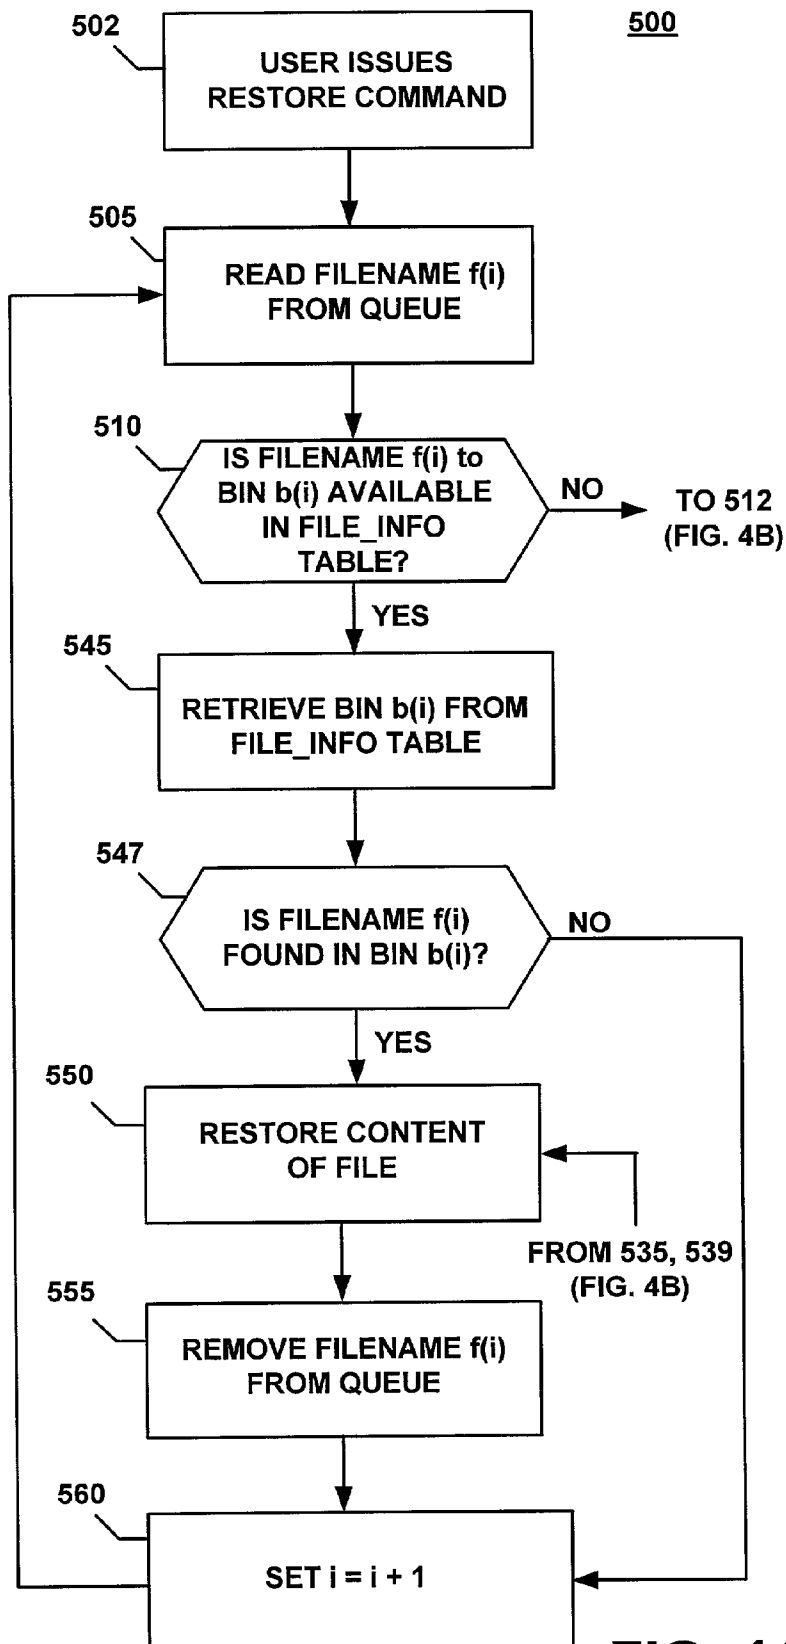 500
502
USER ISSUES
RESTORE COMMAND
505
READ FILENAME f(i)
FROM QUEUE
510
IS FILENAME f(i) to
BIN b(i) AVAILABLE
IN FILE_INFO
TABLE?
NO
TO 512
(FIG. 4B)
YES
545
RETRIEVE BIN b(i) FROM
FILE_INFO TABLE
547
IS FILENAME f(i)
FOUND IN BIN b(i)?
NO
YES
550
RESTORE CONTENT
OF FILE
FROM 535, 539
(FIG. 4B)
555
REMOVE FILENAME f(i)
FROM QUEUE
560
SET i = i + 1